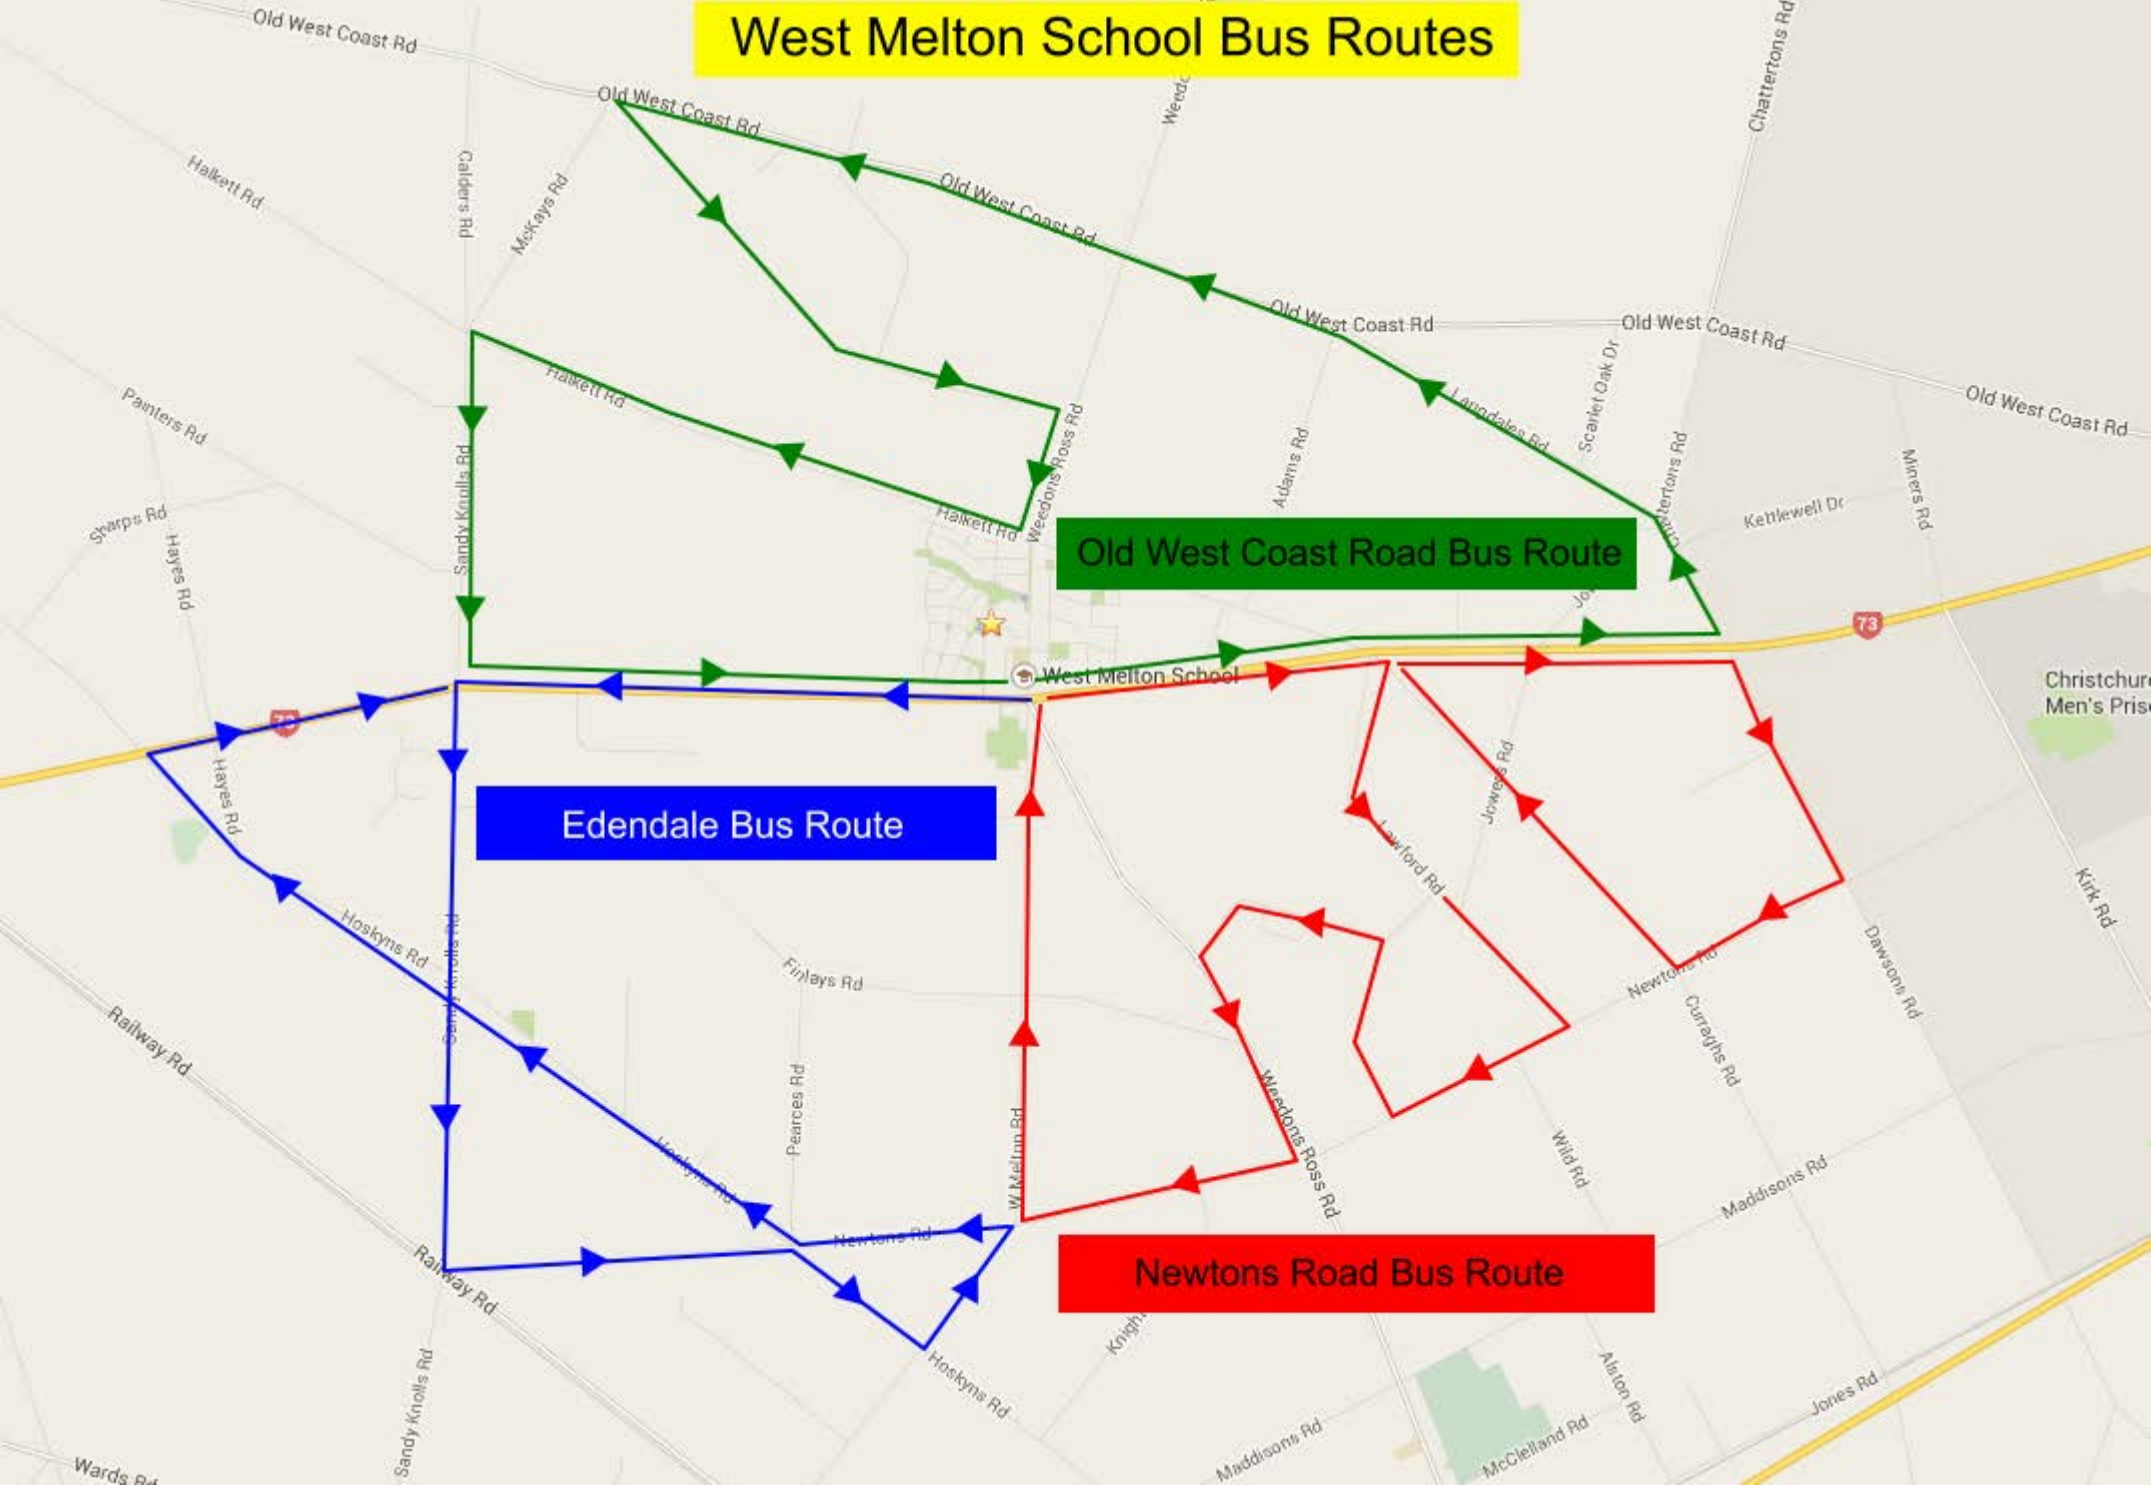 West Melton School Bus Routes
Old West Coast Rd
Chattertons Rd
Old West Coast Rd
Calders Rd
Halkett Rd
McKays Rd
Old West Coast Rd
Old West Coast Rd
Old West Coast Rd
Scarlet Oak Dr
Old West Coast Rd
Halkett Rd
Painters Rd
Weedons Ross Rd
Adams Rd
Langdales Rd
Miners Rd
Kettlewell Dr
Sandy Knolls Rd
Sharps Rd
Hayes Rd
Halkett Rd
Old West Coast Road Bus Route
73
West Melton School
Men's
73
Hayes Rd
Jowers Rd
Edendale Bus Route
Lawford Rd
Kirk Rd
Hoskyns Rd
Sandy Knolls Rd
Finlays Rd
Newtons Rd
Dawsons Rd
Railway Rd
Curraghs Rd
Pearces Rd
Weedons Ross Rd
W Melton Rd
Wild Rd
Hoskyns Rd
Maddisons Rd
Newtons Rd
Railway Rd
Newtons Road Bus Route
Sandy Knolls Rd
Hoskyns Rd
Alston Rd
Jones Rd
Maddisons Rd
McClelland Rd
Wards Rd